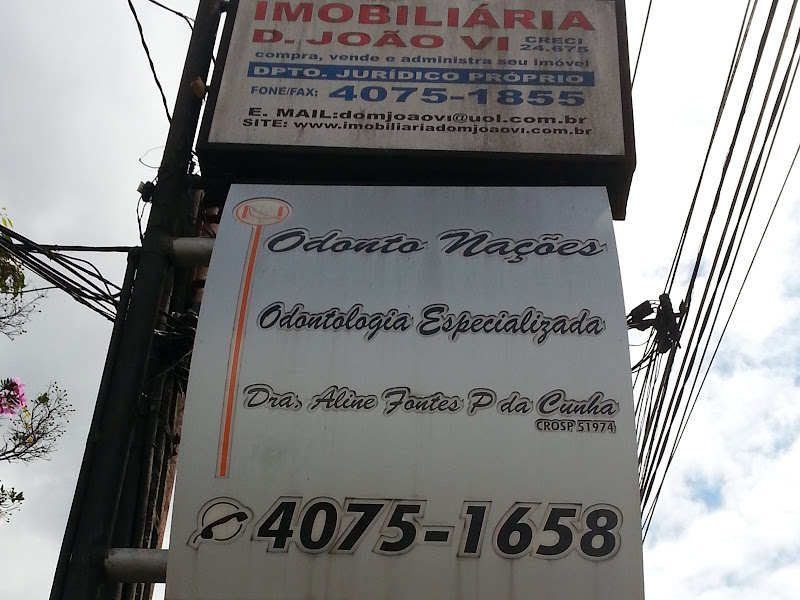 IMOBILIÁRIA
D. JOÃO VI CRECI 24.675
compra, vende e administra seu imóvel
DPTO. JURÍDICO PRÓPRIO
FONE/FAX: 4075-1855
E. MAIL:domjoaovi@uol.com.br
SITE: www.imobiliariadomjoaovi.com.br
Odonto Nações
Odontologia Especializada
Dra. Aline Fontes P da Cunha
CROSP 51974
4075-1658